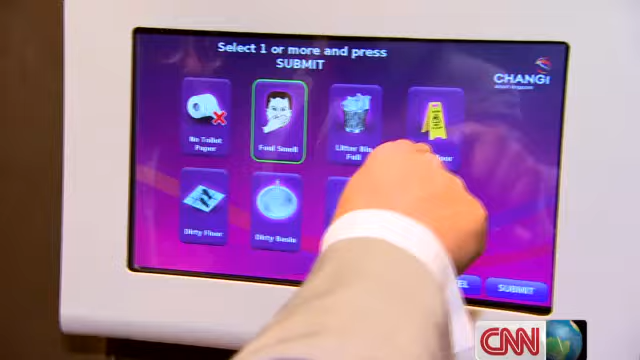 Select 1 or more and press
SUBMIT
CHANGI
No Toilet
Paper
Foul Smell
Litter Bin
Full
Dirty Floor
Dirty Basin
SUBMIT
CNN